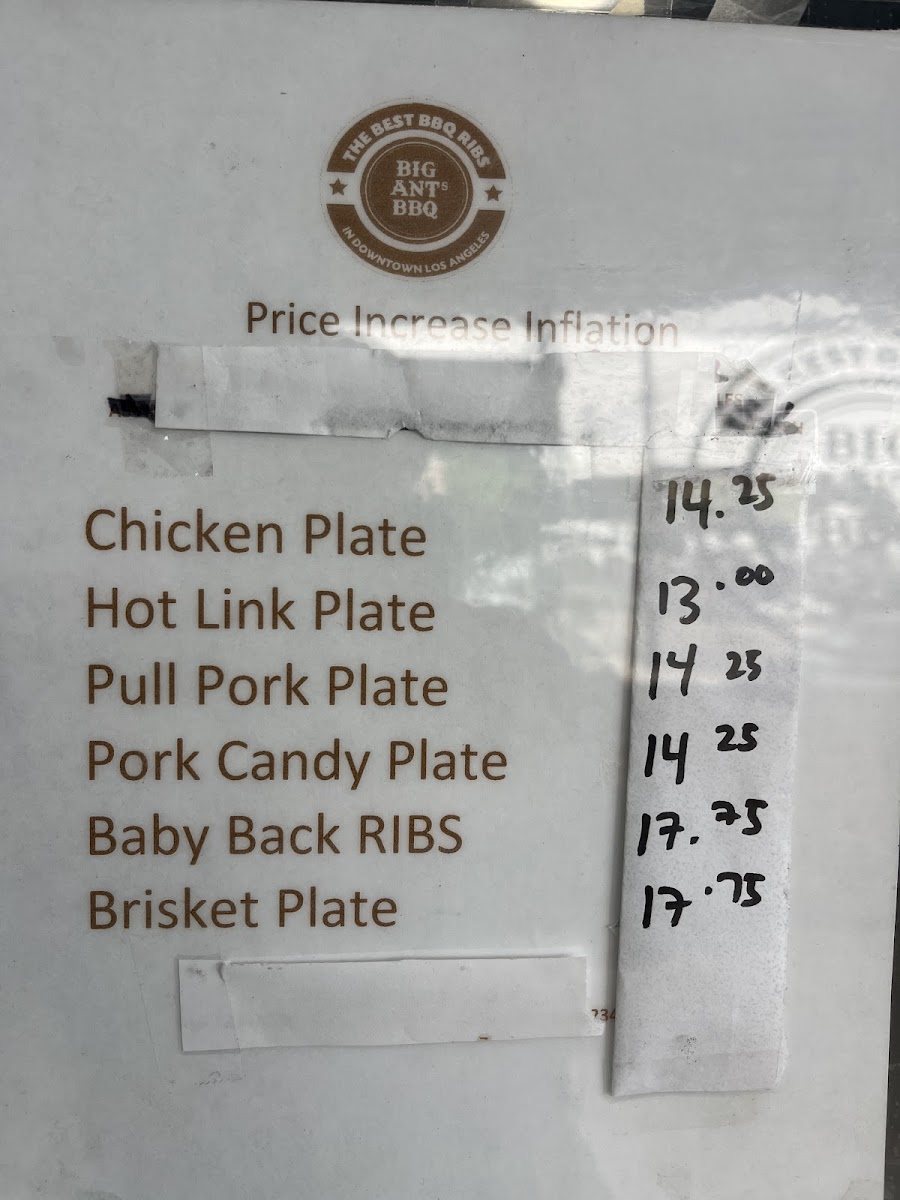 THE BEST BBQ RIBS
BIG
ANTs
BBQ
IN DOWNTOWN LOS ANGELES
Price Increase Inflation
Chicken Plate 14.25
Hot Link Plate 13.00
Pull Pork Plate 14 25
Pork Candy Plate 14 25
Baby Back RIBS 17.75
Brisket Plate 17.75